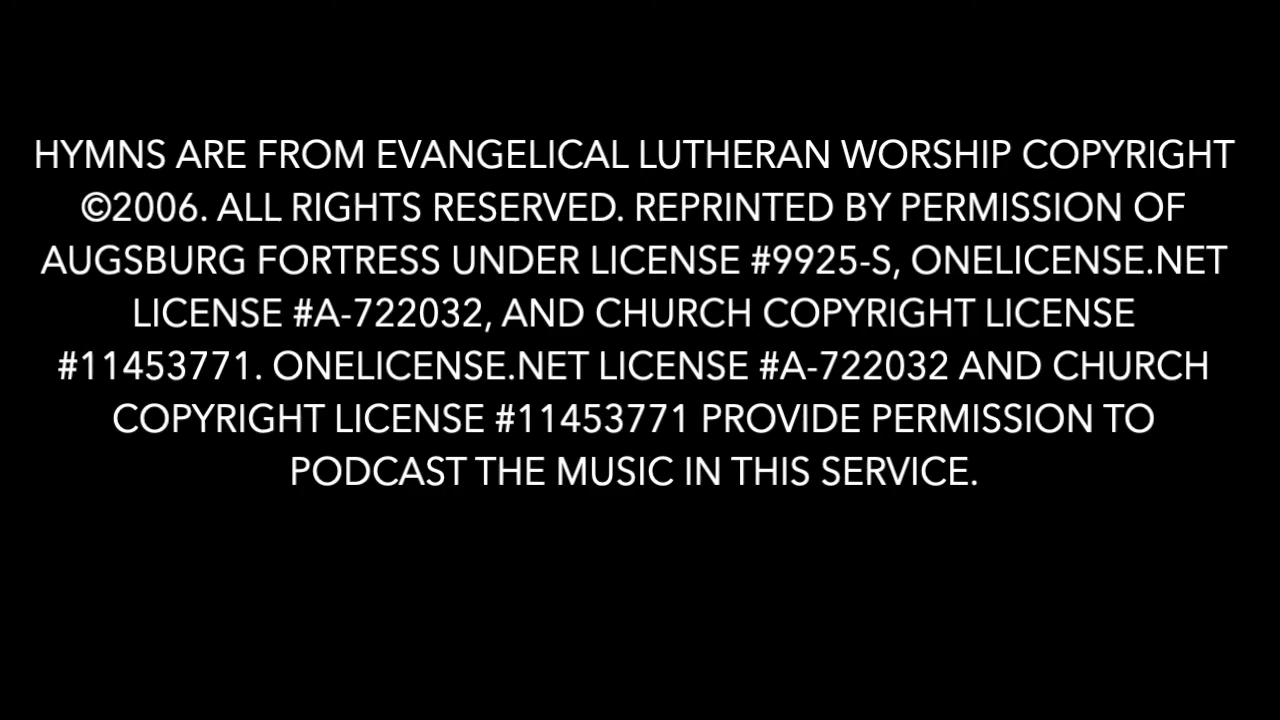 HYMNS ARE FROM EVANGELICAL LUTHERAN WORSHIP COPYRIGHT
©2006. ALL RIGHTS RESERVED. REPRINTED BY PERMISSION OF
AUGSBURG FORTRESS UNDER LICENSE #9925-S, ONELICENSE.NET
LICENSE #A-722032, AND CHURCH COPYRIGHT LICENSE
#11453771. ONELICENSE.NET LICENSE #A-722032 AND CHURCH
COPYRIGHT LICENSE #11453771 PROVIDE PERMISSION TO
PODCAST THE MUSIC IN THIS SERVICE.